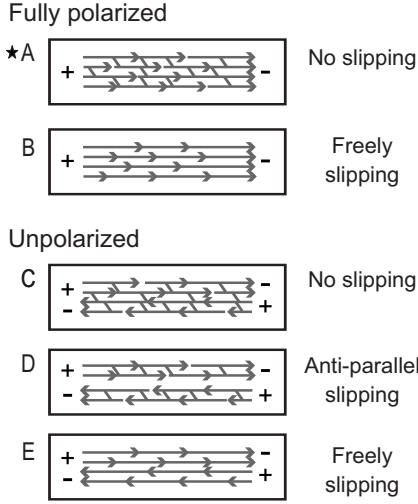 Fully polarized
★A
+ -
No slipping
B
+ -
Freely
slipping
Unpolarized
C
+ -
- +
No slipping
D
+ -
- +
Anti-parallel
slipping
E
+ -
- +
Freely
slipping